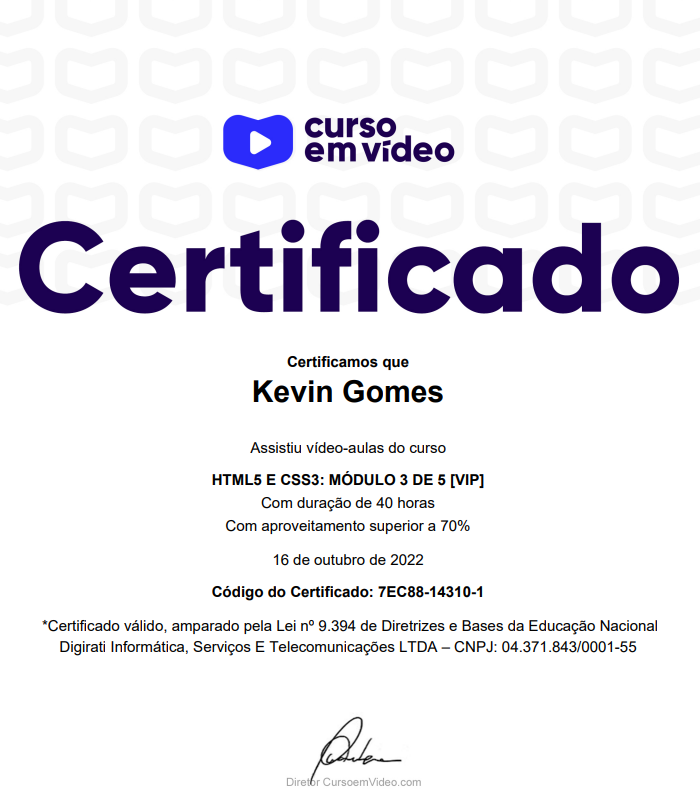 curso
em vídeo
Certificado
Certificamos que
Kevin Gomes
Assistiu vídeo-aulas do curso
HTML5 E CSS3: MÓDULO 3 DE 5 [VIP]
Com duração de 40 horas
Com aproveitamento superior a 70%
16 de outubro de 2022
Código do Certificado: 7EC88-14310-1
*Certificado válido, amparado pela Lei nº 9.394 de Diretrizes e Bases da Educação Nacional
Digirati Informática, Serviços E Telecomunicações LTDA – CNPJ: 04.371.843/0001-55
Diretor CursoemVideo.com